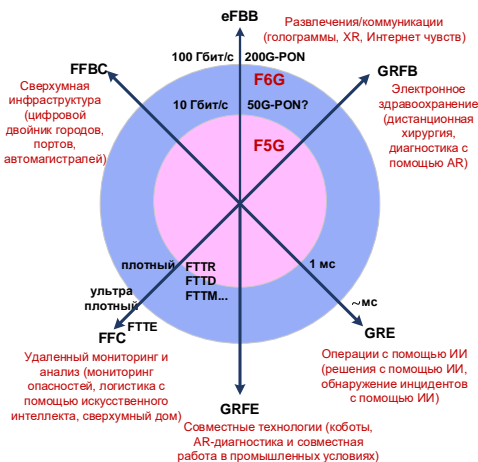 eFBB
Развлечения/коммуникации
(голограммы, XR, Интернет чувств)
100 Гбит/с
200G-PON
FFBC
F6G
GRFB
Сверхумная
инфраструктура
(цифровой
двойник городов,
портов,
автомагистралей)
Электронное
здравоохранение
(дистанционная
хирургия,
диагностика с
помощью AR)
10 Гбит/с
50G-PON?
F5G
плотный
FTTR
FTTD
FTTM...
1 мс
ультра
плотный
~мс
FTTE
FFC
GRE
Удаленный мониторинг и
анализ (мониторинг
опасностей, логистика с
помощью искусственного
интеллекта, сверхумный дом)
Операции с помощью ИИ
(решения с помощью ИИ,
обнаружение инцидентов
с помощью ИИ)
GRFE
Совместные технологии (коботы,
AR-диагностика и совместная
работа в промышленных условиях)